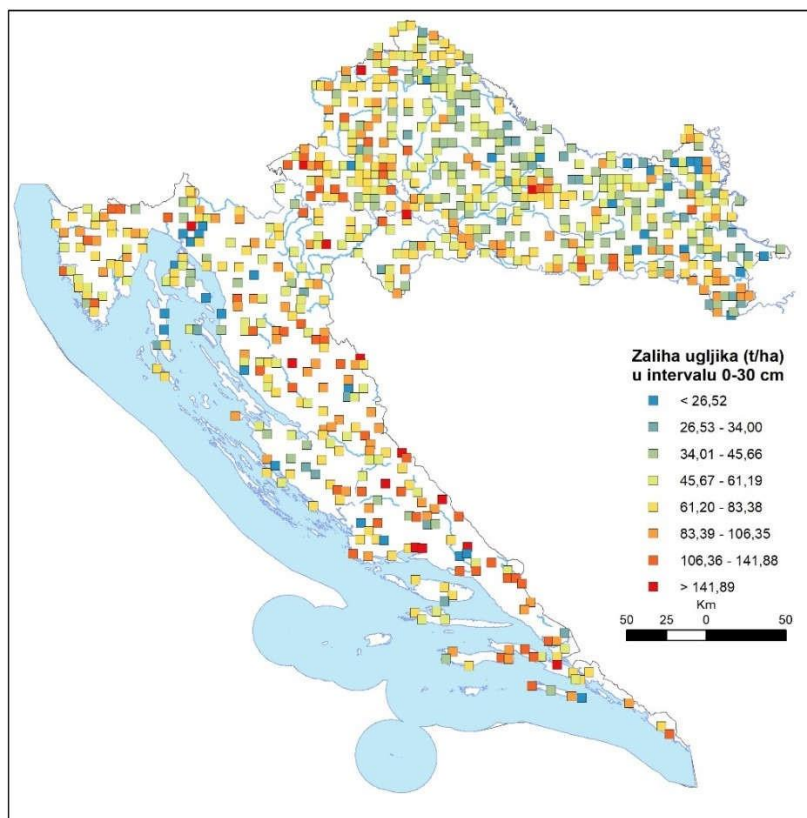 Zaliha ugljika (t/ha)
u intervalu 0-30 cm
< 26,52
26,53 - 34,00
34,01 - 45,66
45,67 - 61,19
61,20 - 83,38
83,39 - 106,35
106,36 - 141,88
> 141,89
Km
50 25 0 50